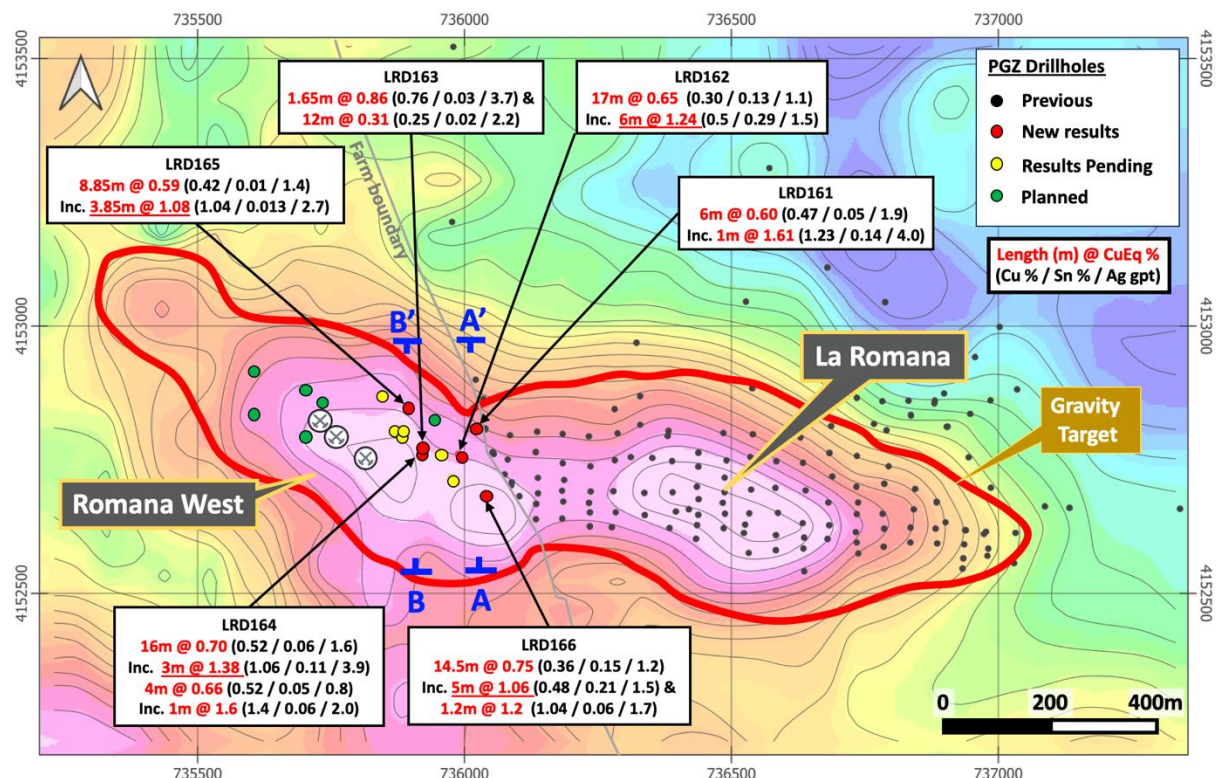 735500 736000 736500 737000
4153500
4153500
LRD163
1.65m @ 0.86 (0.76 / 0.03 / 3.7) &
12m @ 0.31 (0.25 / 0.02 / 2.2)
LRD162
17m @ 0.65 (0.30 / 0.13 / 1.1)
Inc. 6m @ 1.24 (0.5 / 0.29 / 1.5)
PGZ Drillholes
Previous
New results
Results Pending
Planned
Length (m) @ CuEq %
(Cu % / Sn % / Ag gpt)
LRD165
8.85m @ 0.59 (0.42 / 0.01 / 1.4)
Inc. 3.85m @ 1.08 (1.04 / 0.013 / 2.7)
Farm boundary
LRD161
6m @ 0.60 (0.47 / 0.05 / 1.9)
Inc. 1m @ 1.61 (1.23 / 0.14 / 4.0)
4153000
4153000
B’
A’
La Romana
Gravity
Target
Romana West
B
A
4152500
4152500
LRD164
16m @ 0.70 (0.52 / 0.06 / 1.6)
Inc. 3m @ 1.38 (1.06 / 0.11 / 3.9)
4m @ 0.66 (0.52 / 0.05 / 0.8)
Inc. 1m @ 1.6 (1.4 / 0.06 / 2.0)
LRD166
14.5m @ 0.75 (0.36 / 0.15 / 1.2)
Inc. 5m @ 1.06 (0.48 / 0.21 / 1.5) &
1.2m @ 1.2 (1.04 / 0.06 / 1.7)
0 200 400m
735500 736000 736500 737000